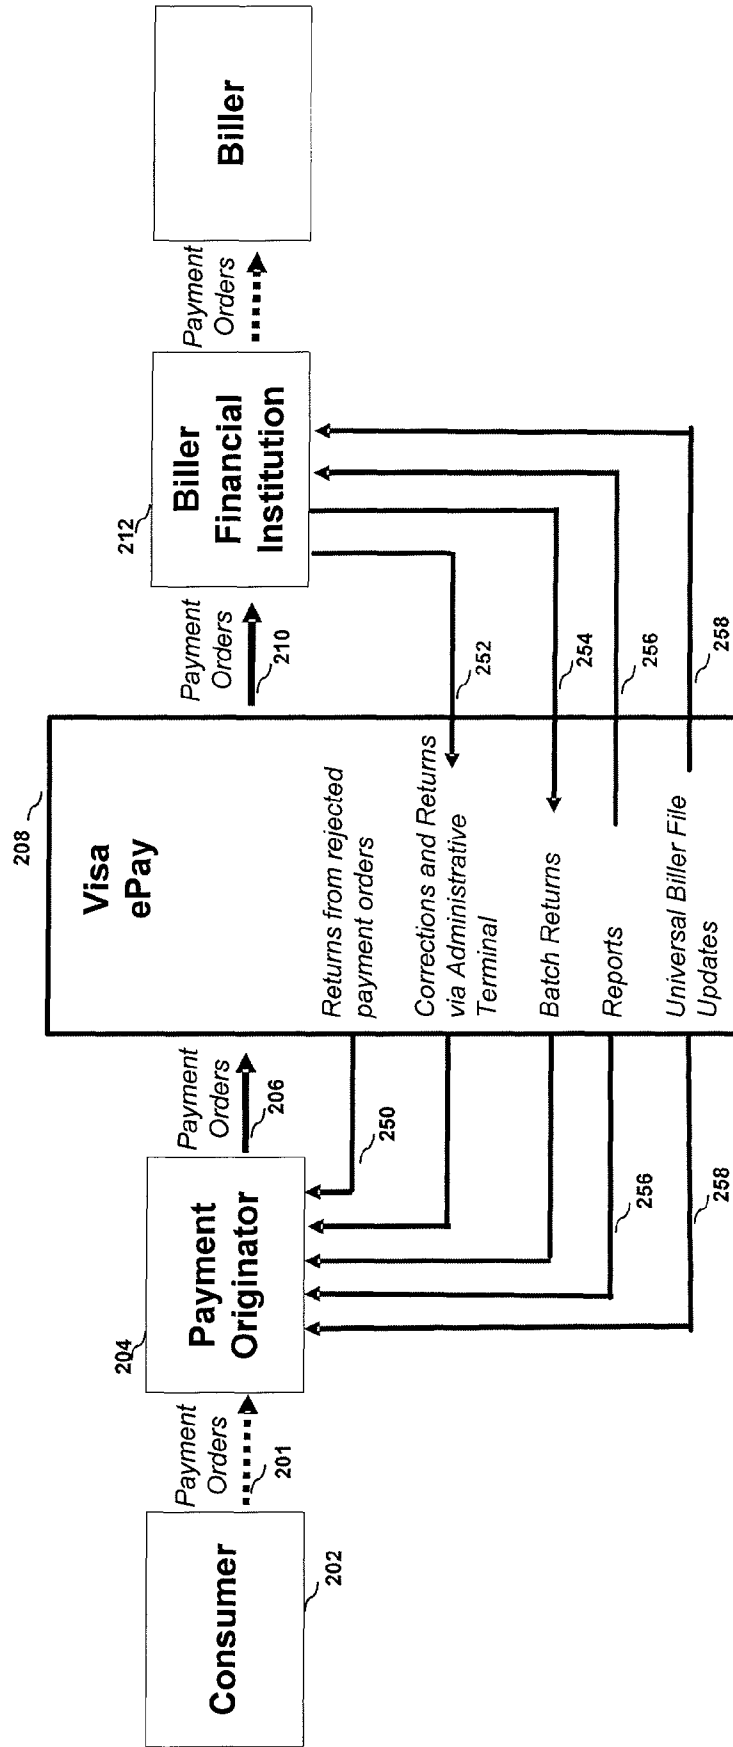 Consumer
202
Payment
Orders
201
204
Payment
Originator
Payment
Orders
206
250
256
258
208
Visa
ePay
Returns from rejected
payment orders
Corrections and Returns
via Administrative
Terminal
Batch Returns
Reports
Universal Biller File
Updates
Payment
Orders
210
252
254
256
258
212
Biller
Financial
Institution
Payment
Orders
Biller